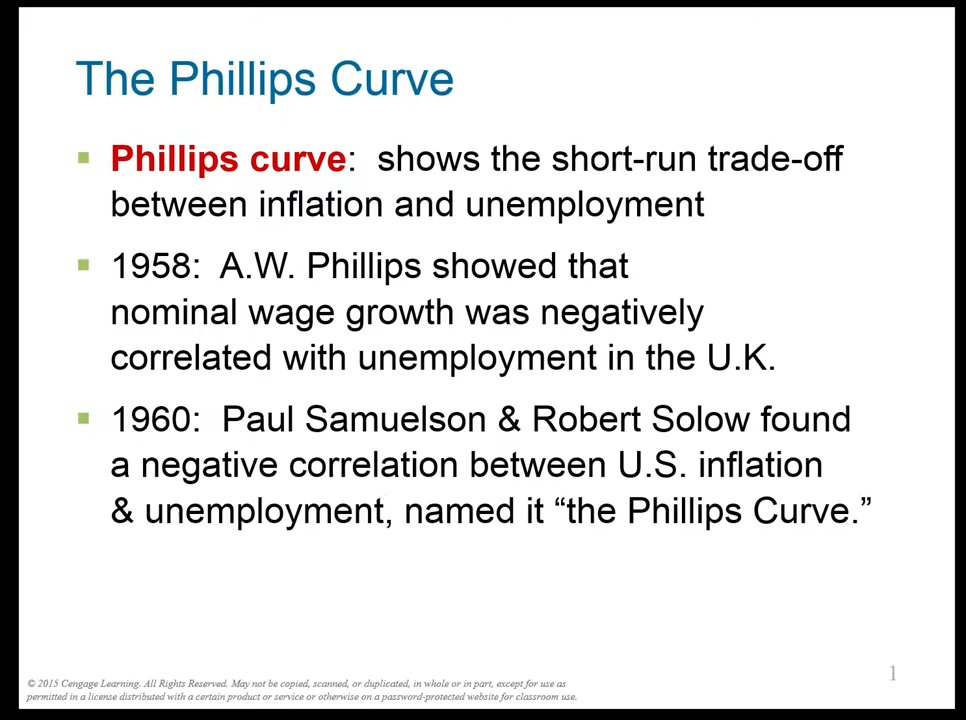 The Phillips Curve
Phillips curve: shows the short-run trade-off
between inflation and unemployment
1958: A.W. Phillips showed that
nominal wage growth was negatively
correlated with unemployment in the U.K.
1960: Paul Samuelson & Robert Solow found
a negative correlation between U.S. inflation
& unemployment, named it “the Phillips Curve.”
© 2015 Cengage Learning. All Rights Reserved. May not be copied, scanned, or duplicated, in whole or in part, except for use as
permitted in a license distributed with a certain product or service or otherwise on a password-protected website for classroom use.
1